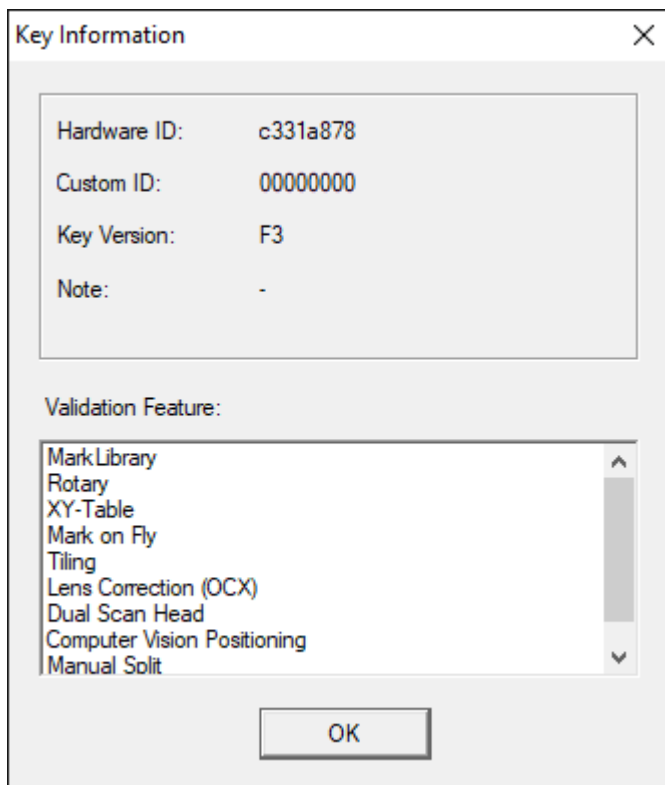 Key Information
Hardware ID: c331a878
Custom ID: 00000000
Key Version: F3
Note: -
Validation Feature:
MarkLibrary
Rotary
XY-Table
Mark on Fly
Tiling
Lens Correction (OCX)
Dual Scan Head
Computer Vision Positioning
Manual Split
OK